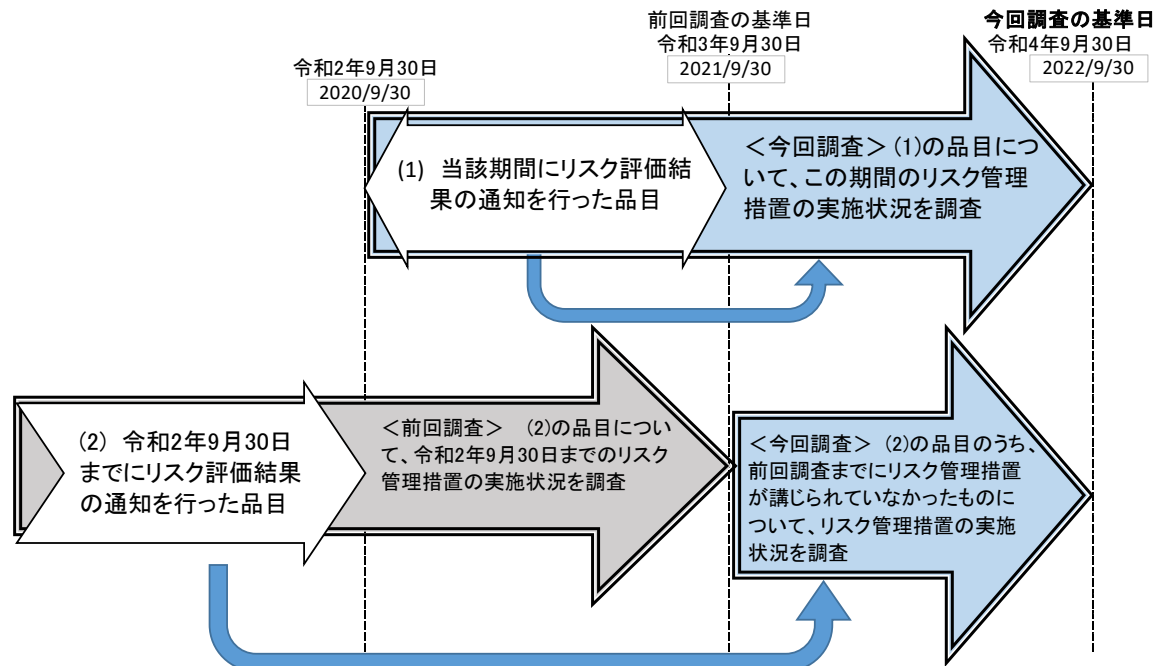 前回調査の基準日
令和3年9月30日
2021/9/30
今回調査の基準日
令和4年9月30日
2022/9/30
令和2年9月30日
2020/9/30
(1) 当該期間にリスク評価結
果の通知を行った品目
＜今回調査＞ (1)の品目につ
いて、この期間のリスク管理
措置の実施状況を調査
(2) 令和2年9月30日
までにリスク評価結果
の通知を行った品目
＜前回調査＞ (2)の品目につい
て、令和2年9月30日までのリスク
管理措置の実施状況を調査
＜今回調査＞ (2)の品目のうち、
前回調査までにリスク管理措置
が講じられていなかったものに
ついて、リスク管理措置の実施
状況を調査